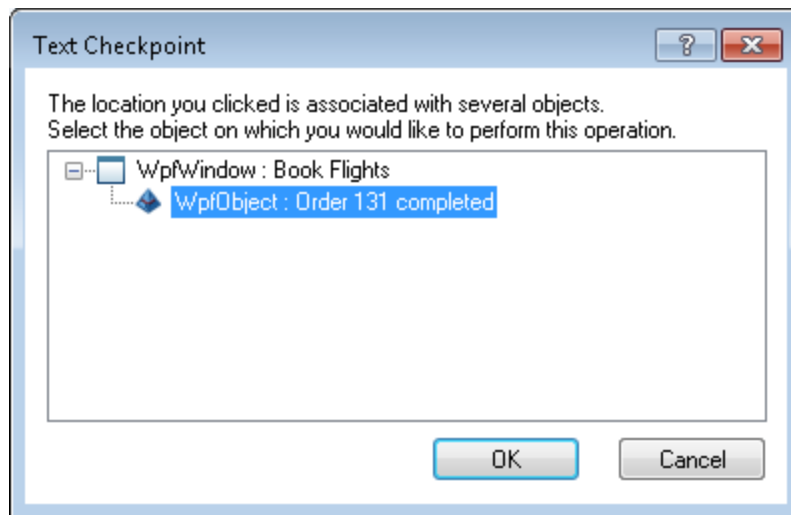 Text Checkpoint
The location you clicked is associated with several objects.
Select the object on which you would like to perform this operation.
WpfWindow : Book Flights
WpfObject : Order 131 completed
OK
Cancel